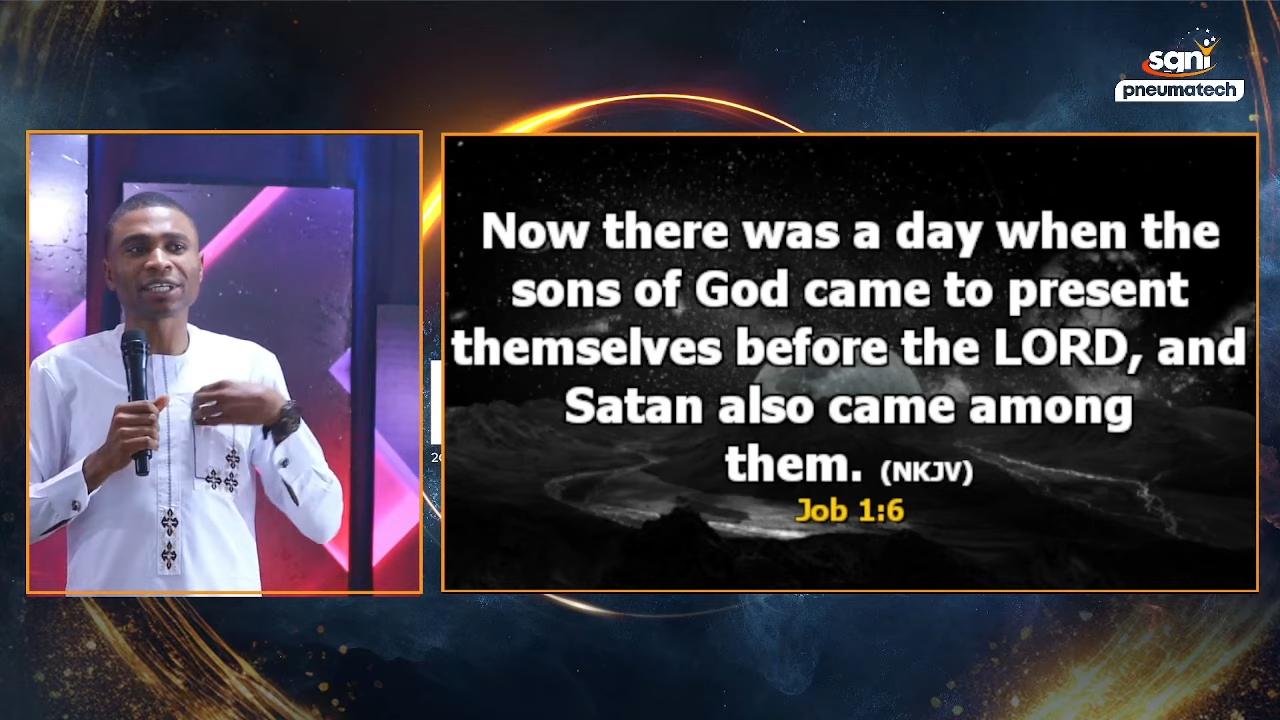 sgni
pneumatech
Now there was a day when the
sons of God came to present
themselves before the LORD, and
Satan also came among
them. (NKJV)
Job 1:6